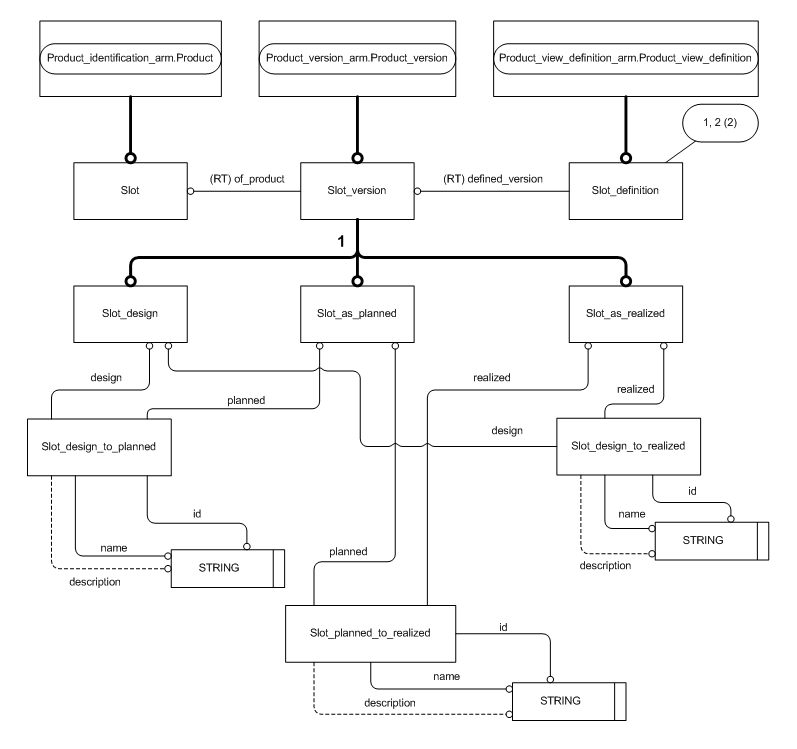 Product_identification_arm.Product
Product_version_arm.Product_version
Product_view_definition_arm.Product_view_definition
1, 2 (2)
Slot
(RT) of_product
Slot_version
(RT) defined_version
Slot_definition
1
Slot_design
Slot_as_planned
Slot_as_realized
design
planned
realized
realized
Slot_design_to_planned
design
Slot_design_to_realized
id
name
description
STRING
id
name
description
STRING
planned
Slot_planned_to_realized
id
name
description
STRING